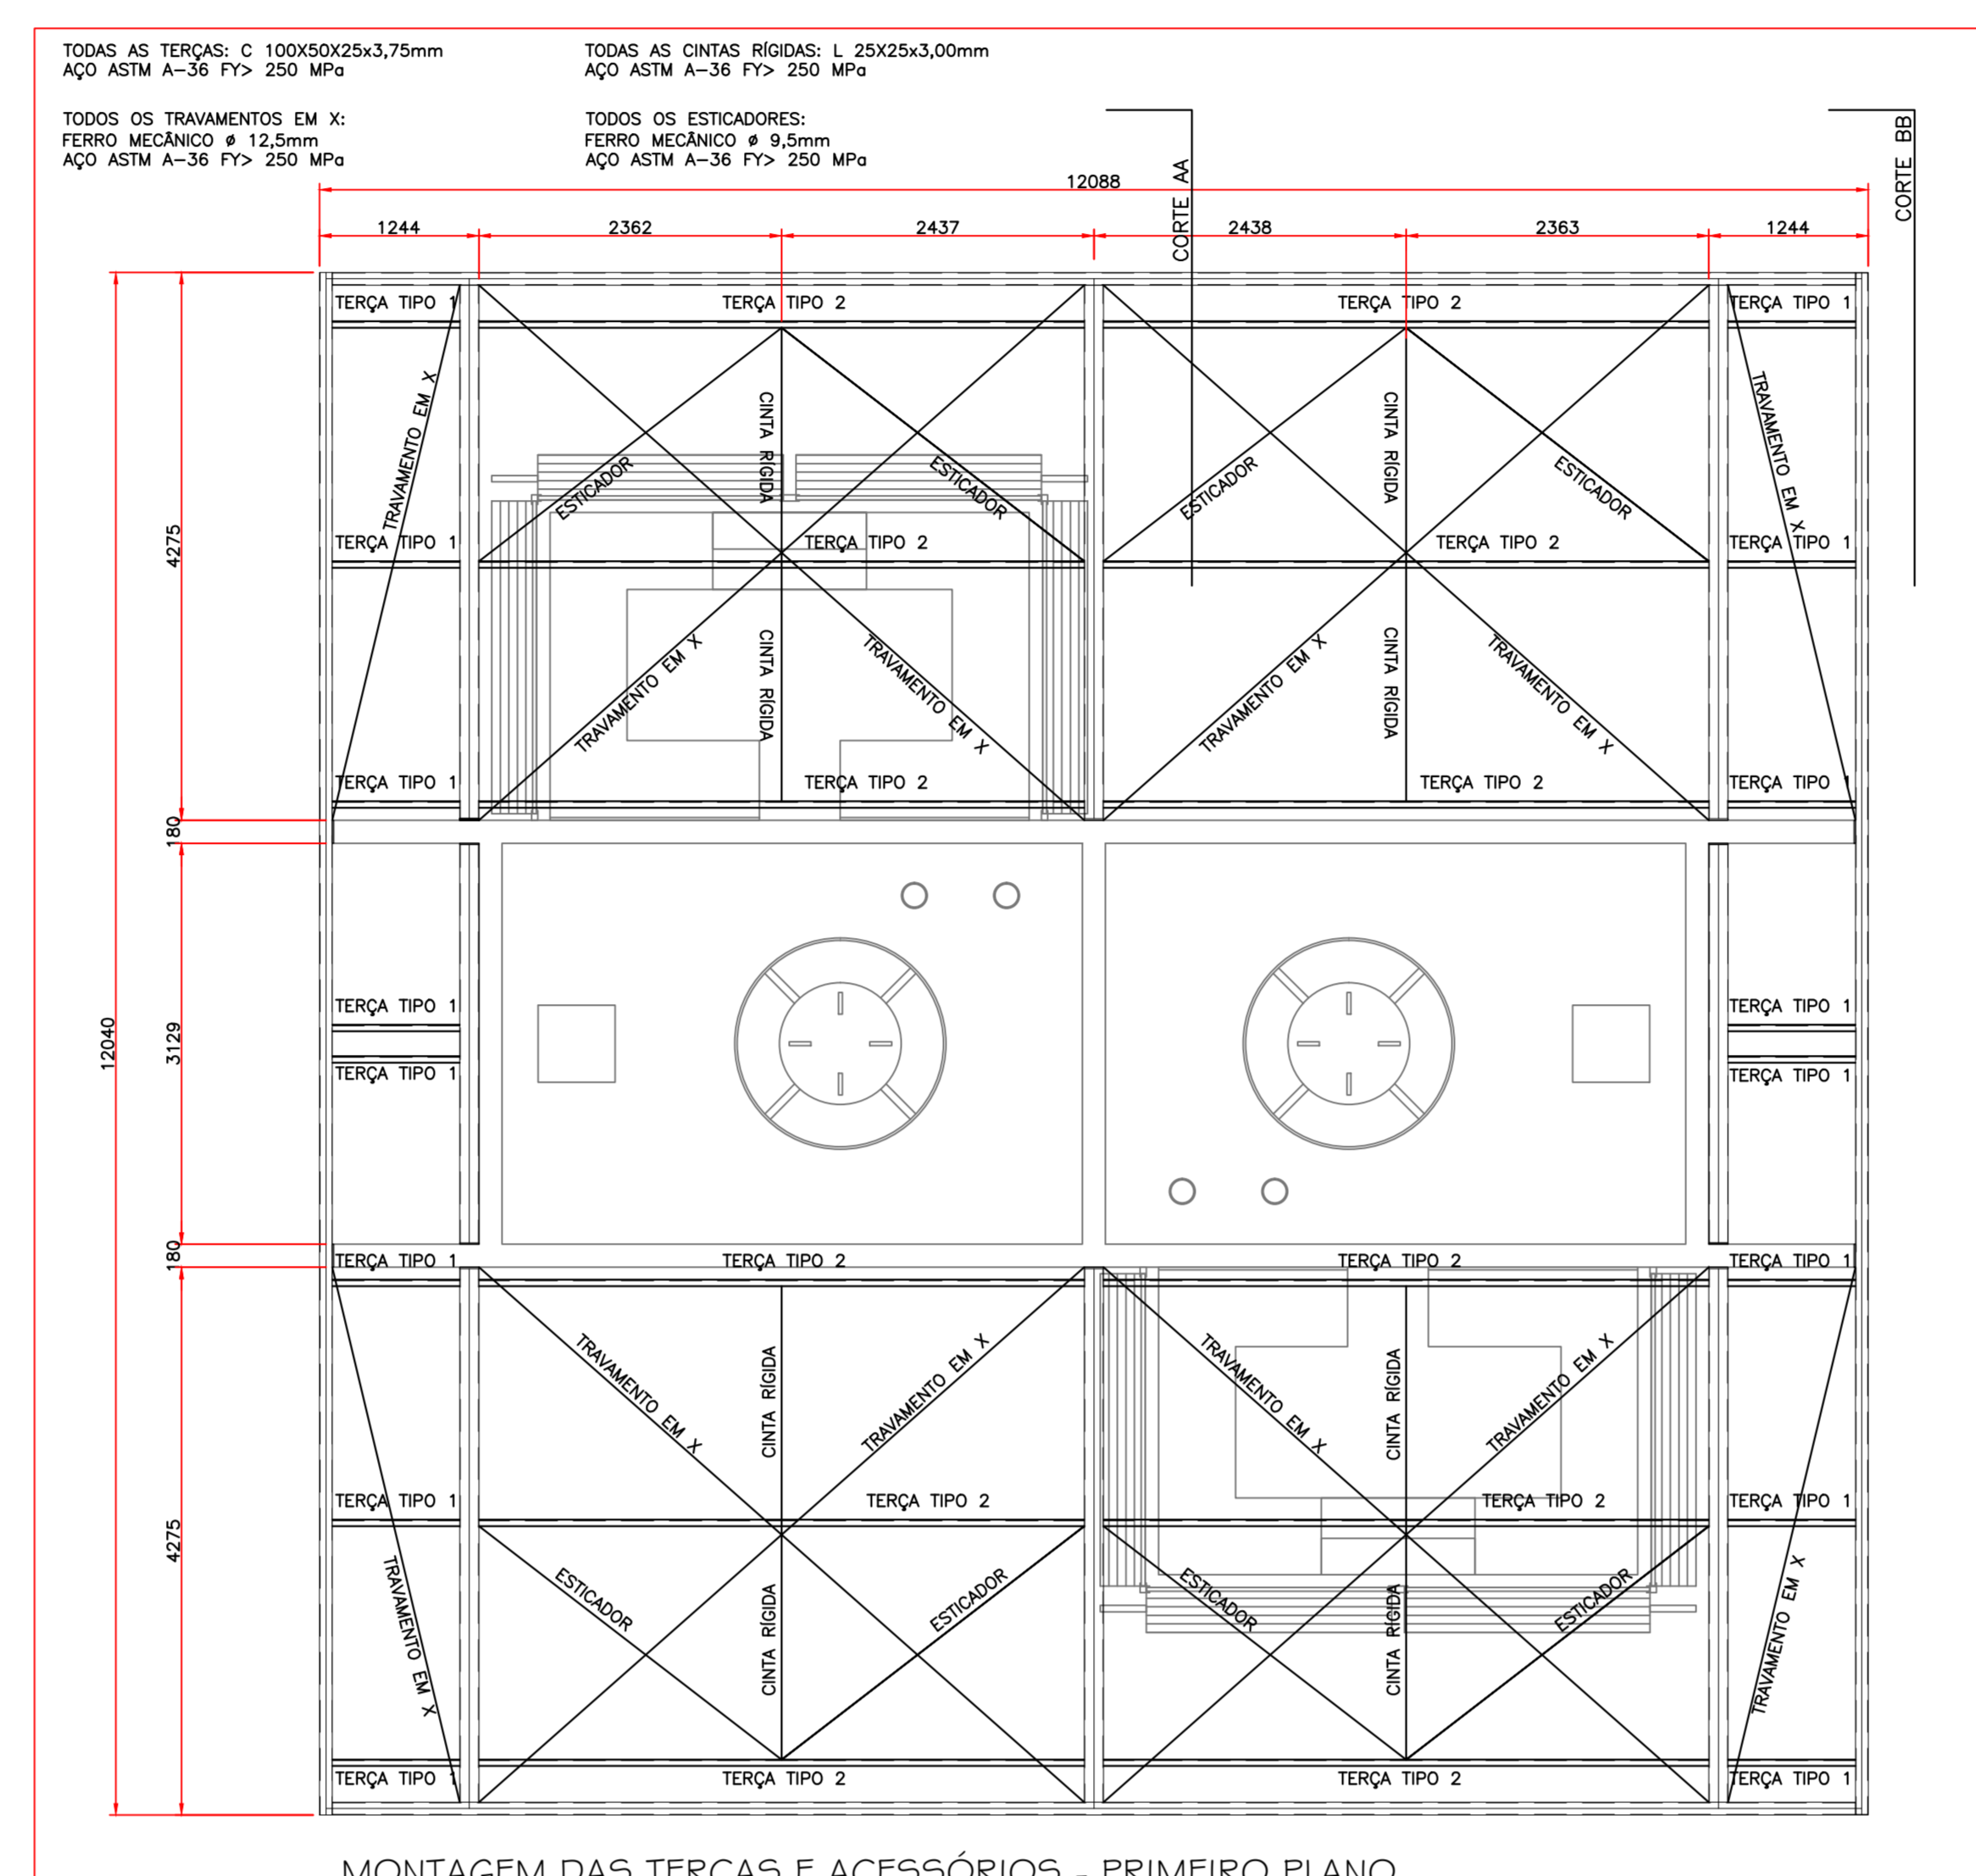 TODAS AS TERÇAS: C 100X50X25x3,75mm
AÇO ASTM A-36 FY> 250 MPa
TODAS AS CINTAS RÍGIDAS: L 25X25x3,00mm
AÇO ASTM A-36 FY> 250 MPa
TODOS OS TRAVAMENTOS EM X:
FERRO MECÂNICO ø 12,5mm
AÇO ASTM A-36 FY> 250 MPa
TODOS OS ESTICADORES:
FERRO MECÂNICO ø 9,5mm
AÇO ASTM A-36 FY> 250 MPa
CORTE AA
CORTE BB
12088
1244
2362
2437
2438
2363
1244
TERÇA TIPO 1
TERÇA TIPO 2
TERÇA TIPO 2
TERÇA TIPO 1
TRAVAMENTO EM X
CINTA RÍGIDA
CINTA RÍGIDA
TRAVAMENTO EM X
ESTICADOR
ESTICADOR
ESTICADOR
ESTICADOR
4275
TERÇA TIPO 1
TERÇA TIPO 2
TERÇA TIPO 2
TERÇA TIPO 1
TRAVAMENTO EM X
CINTA RÍGIDA
TRAVAMENTO EM X
TRAVAMENTO EM X
CINTA RÍGIDA
TRAVAMENTO EM X
TERÇA TIPO 1
TERÇA TIPO 2
TERÇA TIPO 2
TERÇA TIPO 1
180
TERÇA TIPO 1
TERÇA TIPO 1
12040
3129
TERÇA TIPO 1
TERÇA TIPO 1
180
TERÇA TIPO 1
TERÇA TIPO 2
TERÇA TIPO 2
TERÇA TIPO 1
TRAVAMENTO EM X
CINTA RÍGIDA
TRAVAMENTO EM X
TRAVAMENTO EM X
CINTA RÍGIDA
TRAVAMENTO EM X
TERÇA TIPO 1
TERÇA TIPO 2
TERÇA TIPO 2
TERÇA TIPO 1
4275
TRAVAMENTO EM X
ESTICADOR
CINTA RÍGIDA
ESTICADOR
ESTICADOR
CINTA RÍGIDA
ESTICADOR
TRAVAMENTO EM X
TERÇA TIPO 1
TERÇA TIPO 2
TERÇA TIPO 2
TERÇA TIPO 1
MONTAGEM DAS TERÇAS E ACESSÓRIOS - PRIMEIRO PLANO